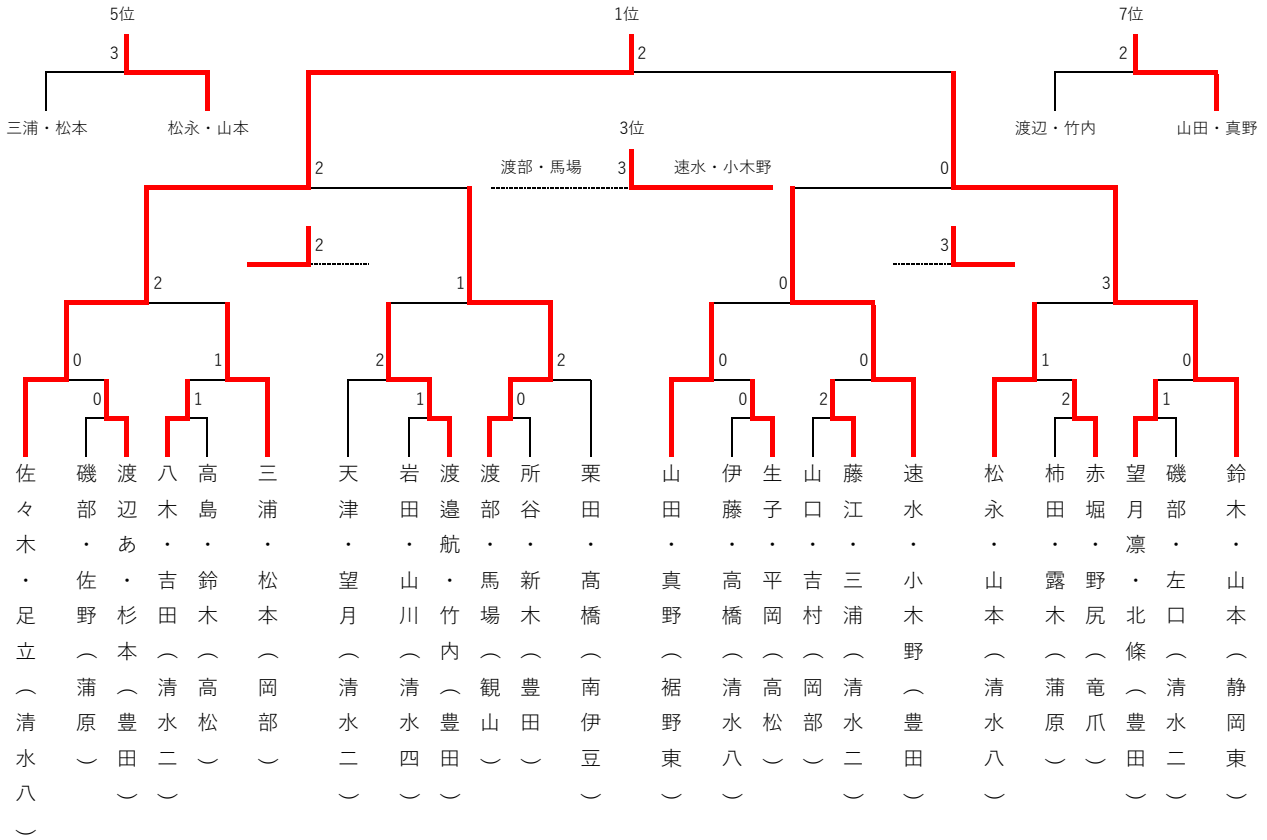 5位
1位
7位
3
2
2
三浦・松本
松永・山本
渡辺・竹内
山田・真野
3位
2
渡部・馬場
3
速水・小木野
0
2
3
2
1
0
3
0
1
2
2
0
0
1
0
0
1
1
0
0
2
2
1
佐々木・足立(清水八)
磯部・佐野(蒲原)
渡辺あ・杉本(豊田)
八木・吉田(清水二)
高島・鈴木(高松)
三浦・松本(岡部)
天津・望月(清水二)
岩田・山川(清水四)
渡邉航・竹内(豊田)
渡部・馬場(観山)
所谷・新木(豊田)
栗田・髙橋(南伊豆)
山田・真野(裾野東)
伊藤・高橋(清水八)
生子・平岡(高松)
山口・吉村(岡部)
藤江・三浦(清水二)
速水・小木野(豊田)
松永・山本(清水八)
柿田・露木(蒲原)
赤堀・野尻(竜爪)
望月凛・北條(豊田)
磯部・左口(清水二)
鈴木・山本(静岡東)